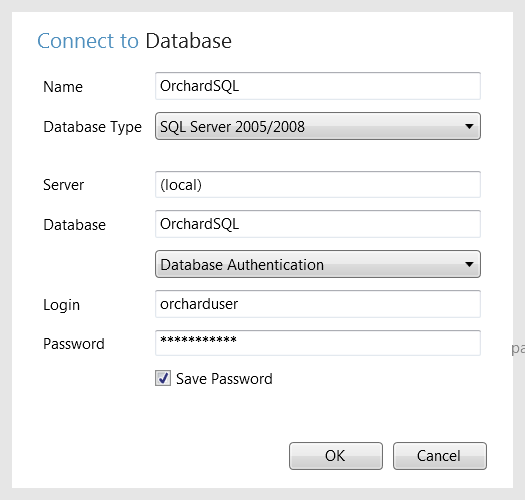 Connect to Database
Name OrchardSQL
Database Type SQL Server 2005/2008
Server (local)
Database OrchardSQL
Database Authentication
Login orcharduser
Password ***********
pa
Save Password
OK Cancel